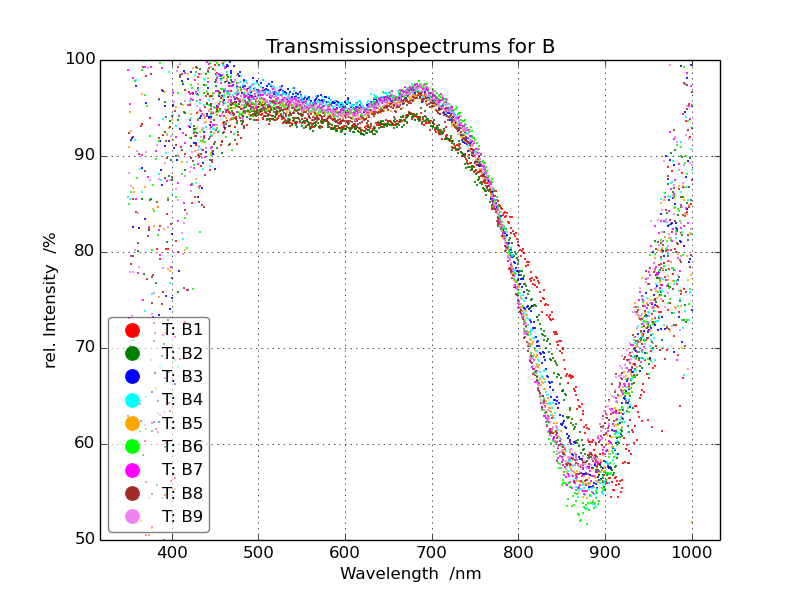 Transmissionspectrums for B
100
90
80
70
60
50
rel. Intensity /%
T: B1
T: B2
T: B3
T: B4
T: B5
T: B6
T: B7
T: B8
T: B9
400 500 600 700 800 900 1000
Wavelength /nm